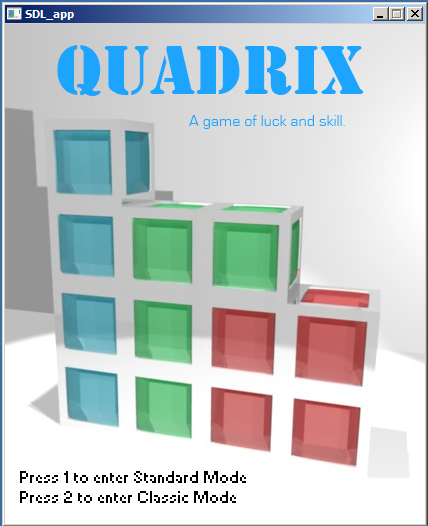 SDL_app
QUADRIX
A game of luck and skill.
Press 1 to enter Standard Mode
Press 2 to enter Classic Mode